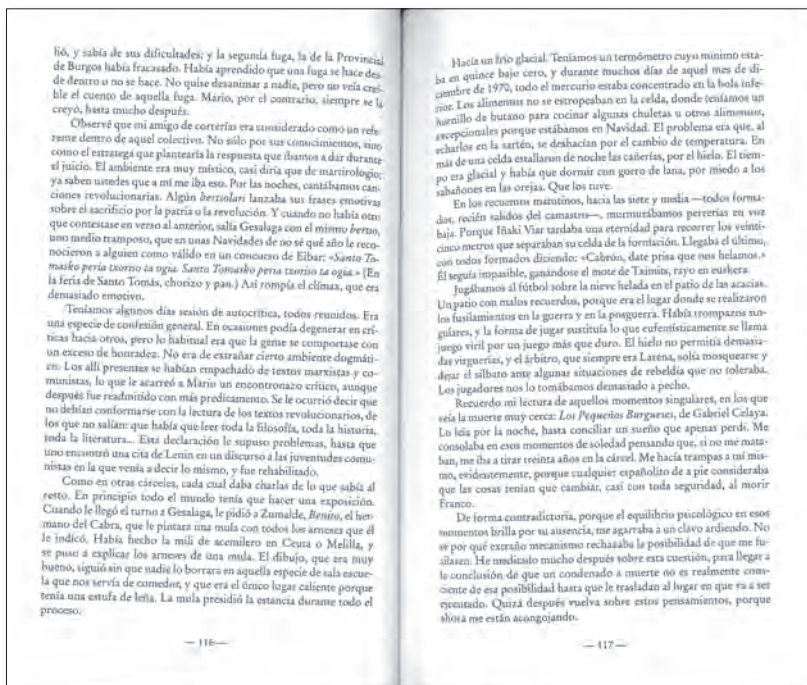 lió, y sabía de sus dificultades; y la segunda fuga, la de la Provincial
de Burgos había fracasado. Había aprendido que una fuga se hace des-
de dentro o no se hace. No quise desanimar a nadie, pero no veía creí-
ble el cuento de aquella fuga. Mario, por el contrario, siempre se la
creyó, hasta mucho después.
Observé que mi amigo de correrías era considerado como un refe-
rente dentro de aquel colectivo. No sólo por sus conocimientos, sino
como el estratega que plantearía la respuesta que íbamos a dar durante
el juicio. El ambiente era muy místico, casi diría que de martirologio;
ya saben ustedes que a mí me iba eso. Por las noches, cantábamos can-
ciones revolucionarias. Algún bertsolari lanzaba sus frases emotivas
sobre el sacrificio por la patria o la revolución. Y cuando no había otro
que contestase en verso al anterior, salía Gesalaga con el mismo berso,
uno medio tramposo, que en unas Navidades de no sé qué año le reco-
nocieron a alguien como válido en un concurso de Eibar: «Santo To-
masko peria txorixo ta ogia. Santo Tomasko peria txorixo ta ogia.» (En
la feria de Santo Tomás, chorizo y pan.) Así rompía el clímax, que era
demasiado emotivo.
Teníamos algunos días sesión de autocrítica, todos reunidos. Era
una especie de confesión general. En ocasiones podía degenerar en crí-
ticas hacia otros, pero lo habitual era que la gente se comportase con
un exceso de honradez. No era de extrañar cierto ambiente dogmáti-
co. Los allí presentes se habían empachado de textos marxistas y co-
munistas, lo que le acarreó a Mario un encontronazo crítico, aunque
después fue readmitido con más predicamento. Se le ocurrió decir que
no debían conformarse con la lectura de los textos revolucionarios, de
los que no salían: que había que leer toda la filosofía, toda la historia,
toda la literatura... Esta declaración le supuso problemas, hasta que
uno encontró una cita de Lenin en un discurso a las juventudes comu-
nistas en la que venía a decir lo mismo, y fue rehabilitado.
Como en otras cárceles, cada cual daba charlas de lo que sabía al
resto. En principio todo el mundo tenía que hacer una exposición.
Cuando le llegó el turno a Gesalaga, le pidió a Zumalde, Benito, el her-
mano del Cabra, que le pintara una mula con todos los arneses que él
le indicó. Había hecho la mili de acemilero en Ceuta o Melilla, y
se puso a explicar los arneses de una mula. El dibujo, que era muy
bueno, siguió sin que nadie lo borrara en aquella especie de sala escue-
la que nos servía de comedor, y que era el único lugar caliente porque
tenía una estufa de leña. La mula presidió la estancia durante todo el
proceso.
— 116 —
Hacía un frío glacial. Teníamos un termómetro cuyo mínimo esta-
ba en quince bajo cero, y durante muchos días de aquel mes de di-
ciembre de 1970, todo el mercurio estaba concentrado en la bola infe-
rior. Los alimentos no se estropeaban en la celda, donde teníamos un
hornillo de butano para cocinar algunas chuletas u otros alimentos,
excepcionales porque estábamos en Navidad. El problema era que, al
echarlos en la sartén, se deshacían por el cambio de temperatura. En
más de una celda estallaron de noche las cañerías, por el hielo. El tiem-
po era glacial y había que dormir con gorro de lana, por miedo a los
sabañones en las orejas. Que los tuve.
En los recuentos matutinos, hacia las siete y media —todos forma-
dos, recién salidos del camastro—, murmurábamos perrerías en voz
baja. Porque Iñaki Viar tardaba una eternidad para recorrer los veinti-
cinco metros que separaban su celda de la formación. Llegaba el último,
con todos formados diciendo: «Cabrón, date prisa que nos helamos.»
Él seguía impasible, ganándose el mote de Taimits, rayo en euskera.
Jugábamos al fútbol sobre la nieve helada en el patio de las acacias.
Un patio con malos recuerdos, porque era el lugar donde se realizaron
los fusilamientos en la guerra y en la posguerra. Había trompazos sin-
gulares, y la forma de jugar sustituía lo que eufemísticamente se llama
juego viril por un juego más que duro. El hielo no permitía demasia-
das virguerías, y el árbitro, que siempre era Larena, solía mosquearse y
dejar el silbato ante algunas situaciones de rebeldía que no toleraba.
Los jugadores nos lo tomábamos demasiado a pecho.
Recuerdo mi lectura de aquellos momentos singulares, en los que
veía la muerte muy cerca: Los Pequeños Burgueses, de Gabriel Celaya.
Lo leía por la noche, hasta conciliar un sueño que apenas perdí. Me
consolaba en esos momentos de soledad pensando que, si no me mata-
ban, me iba a tirar treinta años en la cárcel. Me hacía trampas a mí mis-
mo, evidentemente, porque cualquier españolito de a pie consideraba
que las cosas tenían que cambiar, casi con toda seguridad, al morir
Franco.
De forma contradictoria, porque el equilibrio psicológico en esos
momentos brilla por su ausencia, me agarraba a un clavo ardiendo. No
sé por qué extraño mecanismo rechazaba la posibilidad de que me fu-
silasen. He meditado mucho después sobre esta cuestión, para llegar a
la conclusión de que un condenado a muerte no es realmente cons-
ciente de esa posibilidad hasta que le trasladan al lugar en que va a ser
ejecutado. Quizá después vuelva sobre estos pensamientos, porque
ahora me están acongojando.
— 117 —